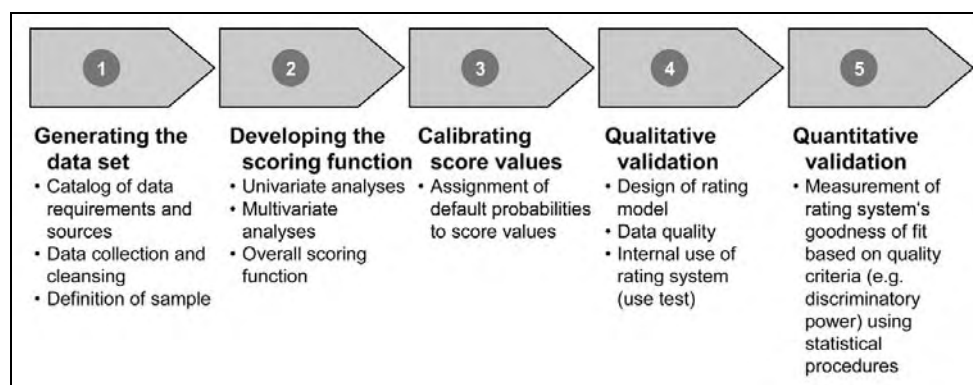 1
Generating the
data set
• Catalog of data
requirements and
sources
• Data collection and
cleansing
• Definition of sample
2
Developing the
scoring function
• Univariate analyses
• Multivariate
analyses
• Overall scoring
function
3
Calibrating
score values
• Assignment of
default probabilities
to score values
4
Qualitative
validation
• Design of rating
model
• Data quality
• Internal use of
rating system
(use test)
5
Quantitative
validation
• Measurement of
rating system's
goodness of fit
based on quality
criteria (e.g.
discriminatory
power) using
statistical
procedures